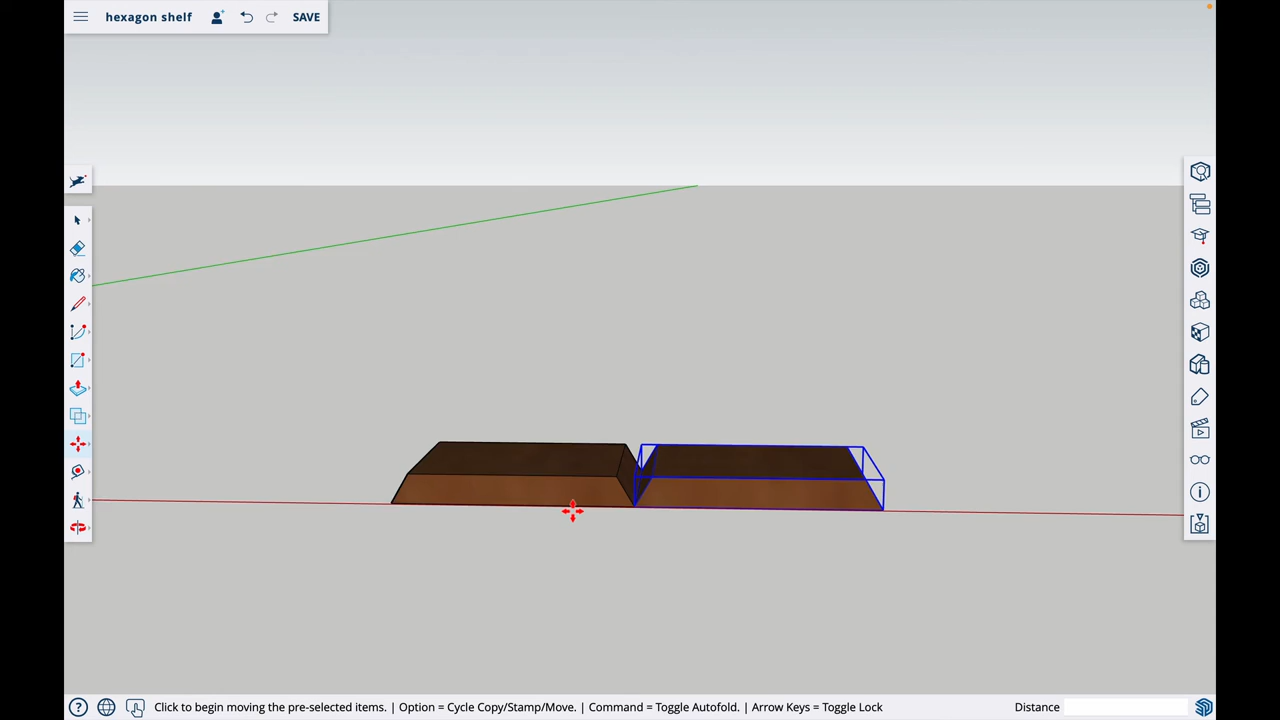 hexagon shelf SAVE
Click to begin moving the pre-selected items. | Option = Cycle Copy/Stamp/Move. | Command = Toggle Autofold. | Arrow Keys = Toggle Lock Distance